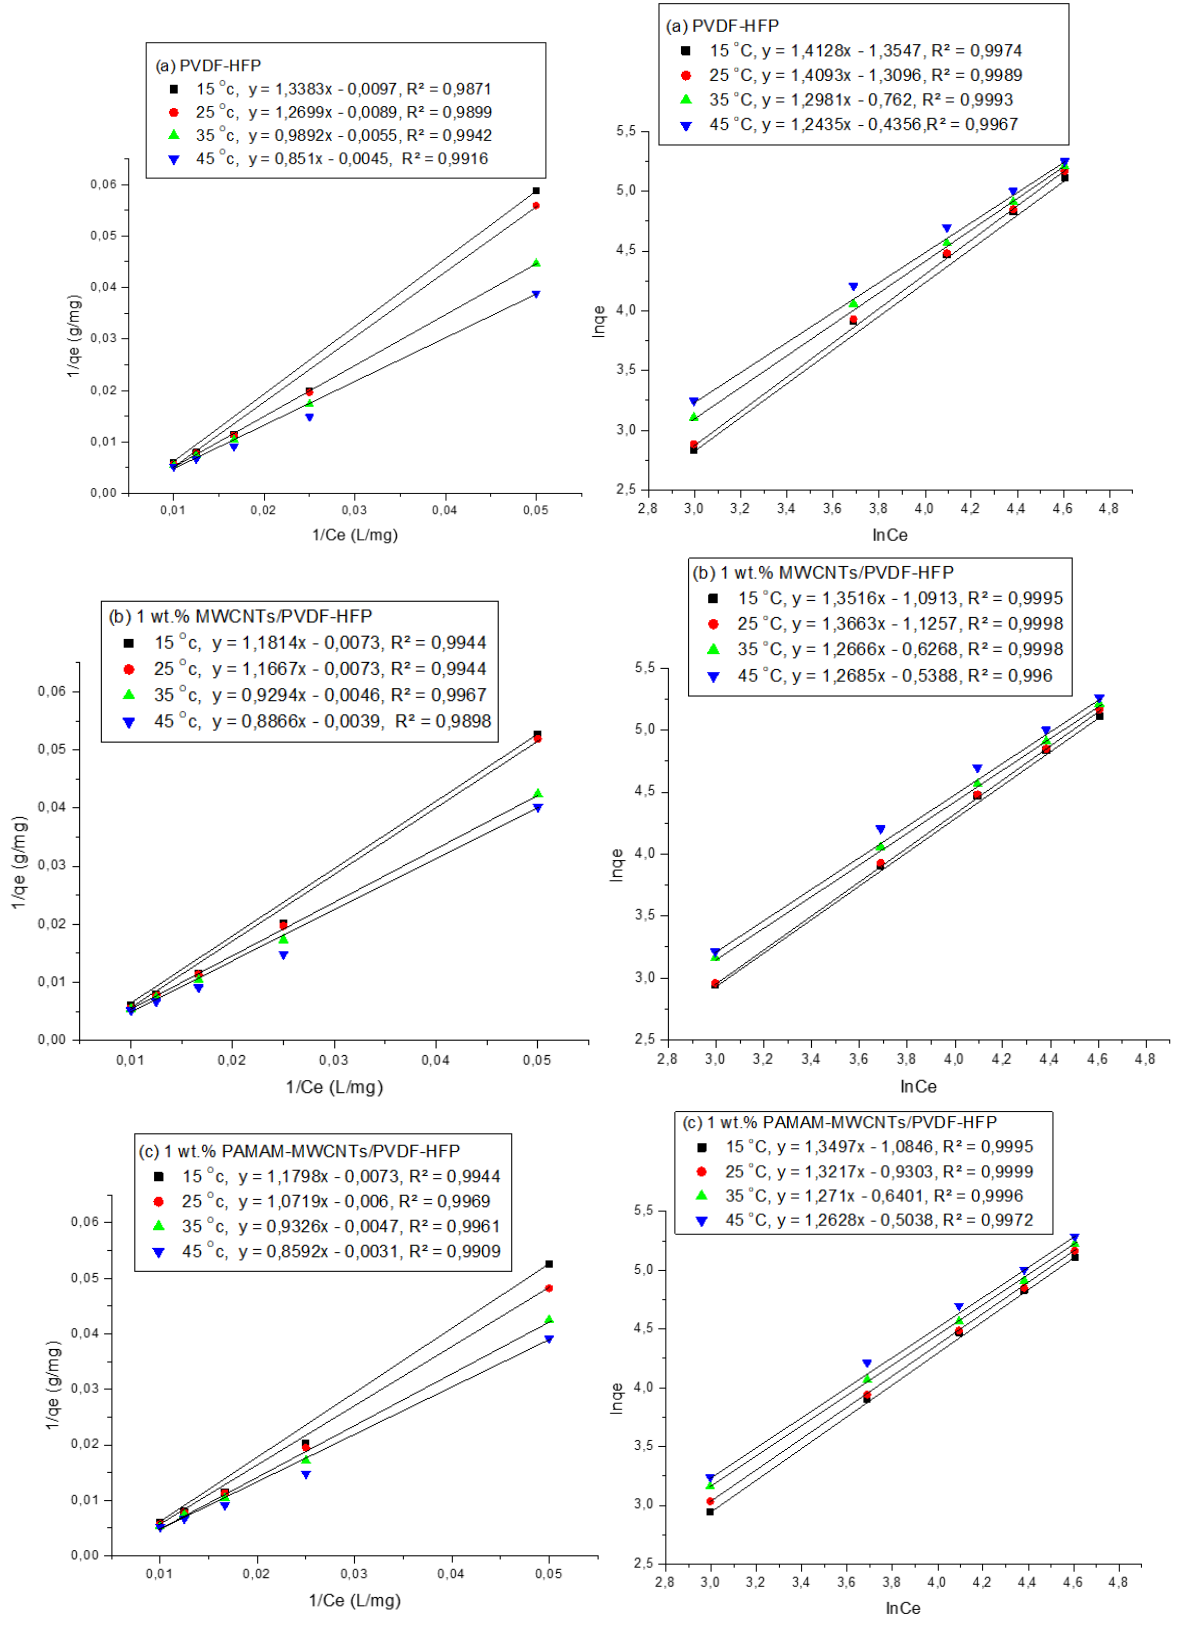 (a) PVDF-HFP
15 °c, y = 1,3383x - 0,0097, R² = 0,9871
25 °c, y = 1,2699x - 0,0089, R² = 0,9899
35 °c, y = 0,9892x - 0,0055, R² = 0,9942
45 °c, y = 0,851x - 0,0045, R² = 0,9916
0,06
0,05
0,04
0,03
0,02
0,01
0,00
1/qe (g/mg)
0,01 0,02 0,03 0,04 0,05
1/Ce (L/mg)
(a) PVDF-HFP
15 °C, y = 1,4128x - 1,3547, R² = 0,9974
25 °C, y = 1,4093x - 1,3096, R² = 0,9989
35 °C, y = 1,2981x - 0,762, R² = 0,9993
45 °C, y = 1,2435x - 0,4356,R² = 0,9967
5,5
5,0
4,5
4,0
3,5
3,0
2,5
lnqe
2,8 3,0 3,2 3,4 3,6 3,8 4,0 4,2 4,4 4,6 4,8
lnCe
(b) 1 wt.% MWCNTs/PVDF-HFP
15 °c, y = 1,1814x - 0,0073, R² = 0,9944
25 °c, y = 1,1667x - 0,0073, R² = 0,9944
35 °c, y = 0,9294x - 0,0046, R² = 0,9967
45 °c, y = 0,8866x - 0,0039, R² = 0,9898
0,06
0,05
0,04
0,03
0,02
0,01
0,00
1/qe (g/mg)
0,01 0,02 0,03 0,04 0,05
1/Ce (L/mg)
(b) 1 wt.% MWCNTs/PVDF-HFP
15 °C, y = 1,3516x - 1,0913, R² = 0,9995
25 °C, y = 1,3663x - 1,1257, R² = 0,9998
35 °C, y = 1,2666x - 0,6268, R² = 0,9998
45 °C, y = 1,2685x - 0,5388, R² = 0,996
5,5
5,0
4,5
4,0
3,5
3,0
2,5
lnqe
2,8 3,0 3,2 3,4 3,6 3,8 4,0 4,2 4,4 4,6 4,8
lnCe
(c) 1 wt.% PAMAM-MWCNTs/PVDF-HFP
15 °c, y = 1,1798x - 0,0073, R² = 0,9944
25 °c, y = 1,0719x - 0,006, R² = 0,9969
35 °c, y = 0,9326x - 0,0047, R² = 0,9961
45 °c, y = 0,8592x - 0,0031, R² = 0,9909
0,06
0,05
0,04
0,03
0,02
0,01
0,00
1/qe (g/mg)
0,01 0,02 0,03 0,04 0,05
1/Ce (L/mg)
(c) 1 wt.% PAMAM-MWCNTs/PVDF-HFP
15 °C, y = 1,3497x - 1,0846, R² = 0,9995
25 °C, y = 1,3217x - 0,9303, R² = 0,9999
35 °C, y = 1,271x - 0,6401, R² = 0,9996
45 °C, y = 1,2628x - 0,5038, R² = 0,9972
5,5
5,0
4,5
4,0
3,5
3,0
2,5
lnqe
2,8 3,0 3,2 3,4 3,6 3,8 4,0 4,2 4,4 4,6 4,8
lnCe